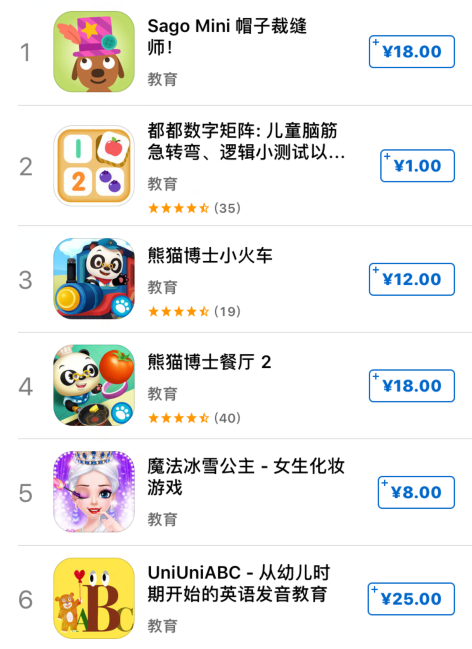 1
Sago Mini 帽子裁缝
师!
教育
+ ¥18.00
2
1
2
都都数字矩阵: 儿童脑筋
急转弯、逻辑小测试以...
教育
★★★★⯪ (35)
+ ¥1.00
3
熊猫博士小火车
教育
★★★★⯪ (19)
+ ¥12.00
4
熊猫博士餐厅 2
教育
★★★★⯪ (40)
+ ¥18.00
5
魔法冰雪公主 - 女生化妆
游戏
教育
+ ¥8.00
6
ABC
UniUniABC - 从幼儿时
期开始的英语发音教育
教育
+ ¥25.00